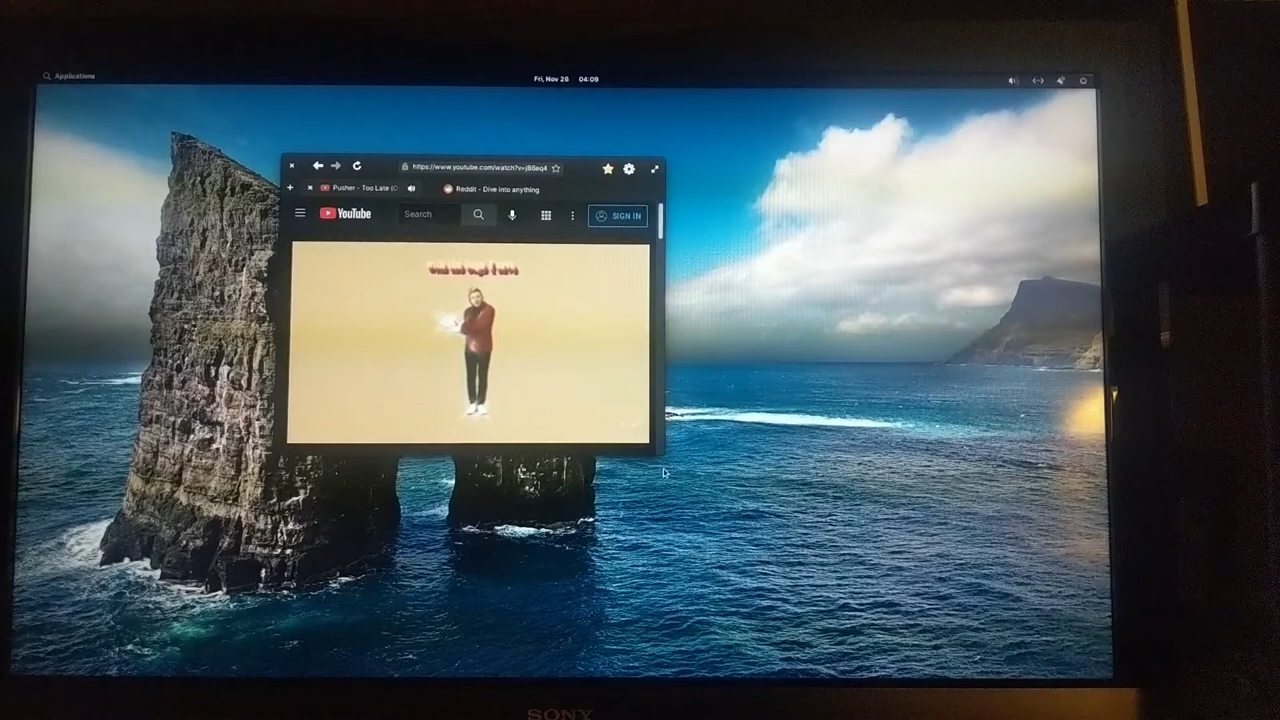 Applications
Fri, Nov 26 04:09
https://www.youtube.com/watch?v=jB6eq4
Pusher - Too Late (O
Reddit - Dive into anything
YouTube
Search
SIGN IN
SONY